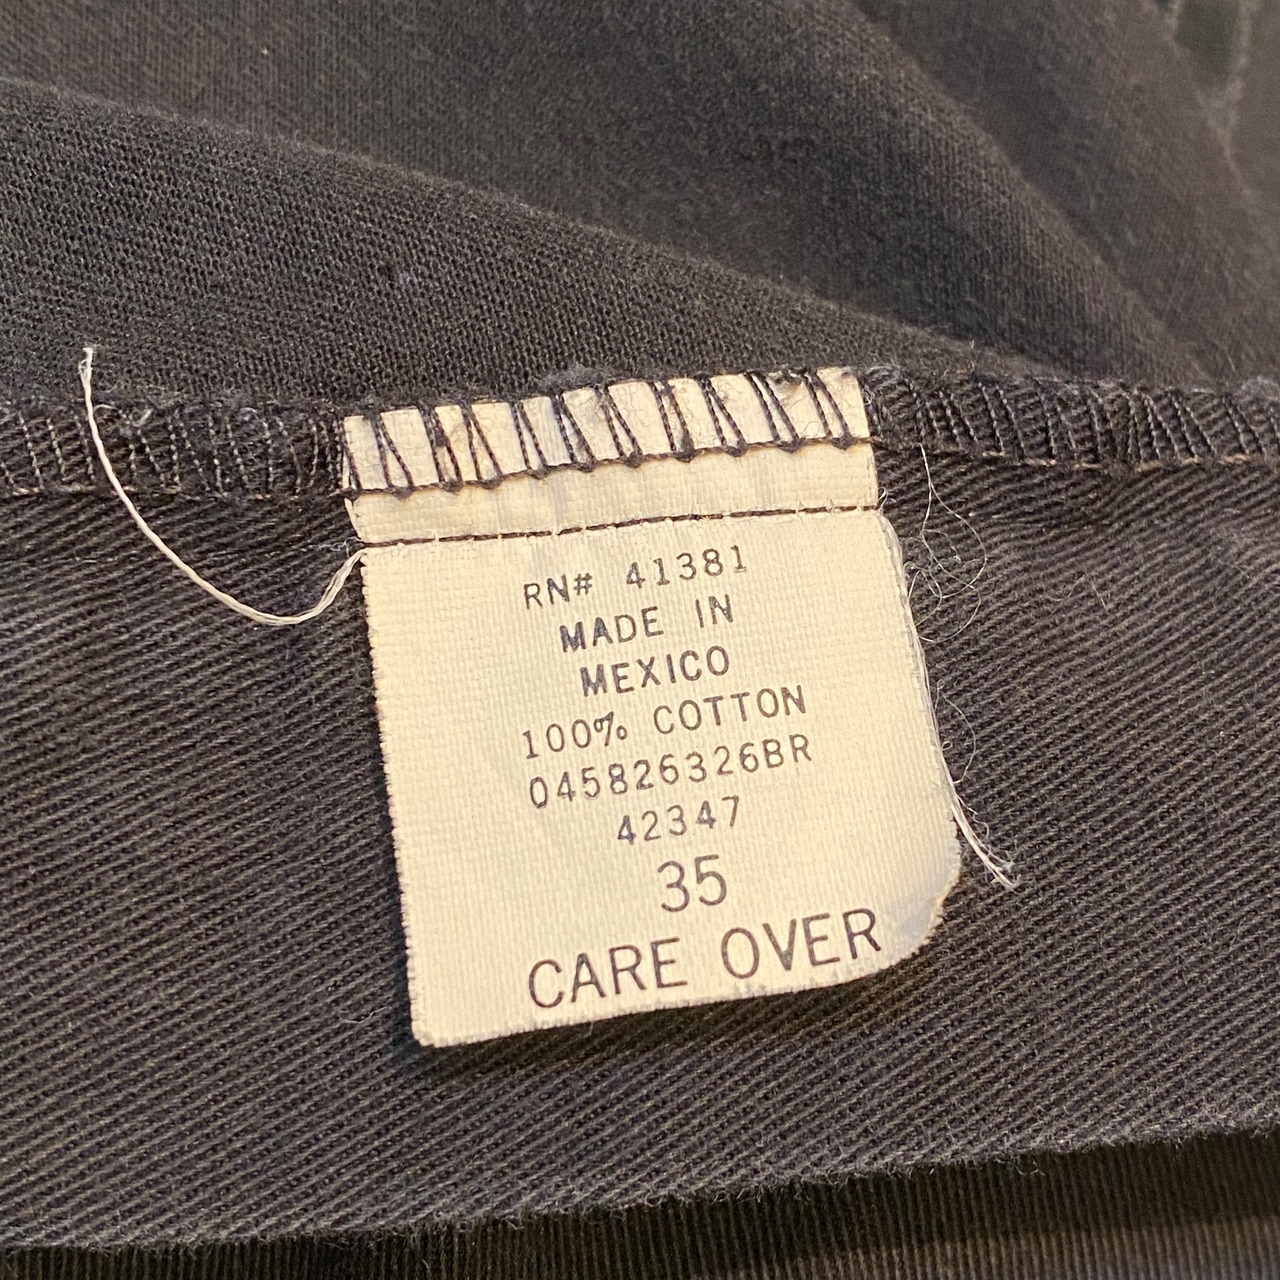 RN# 41381
MADE IN
MEXICO
100% COTTON
045826326BR
42347
35
CARE OVER